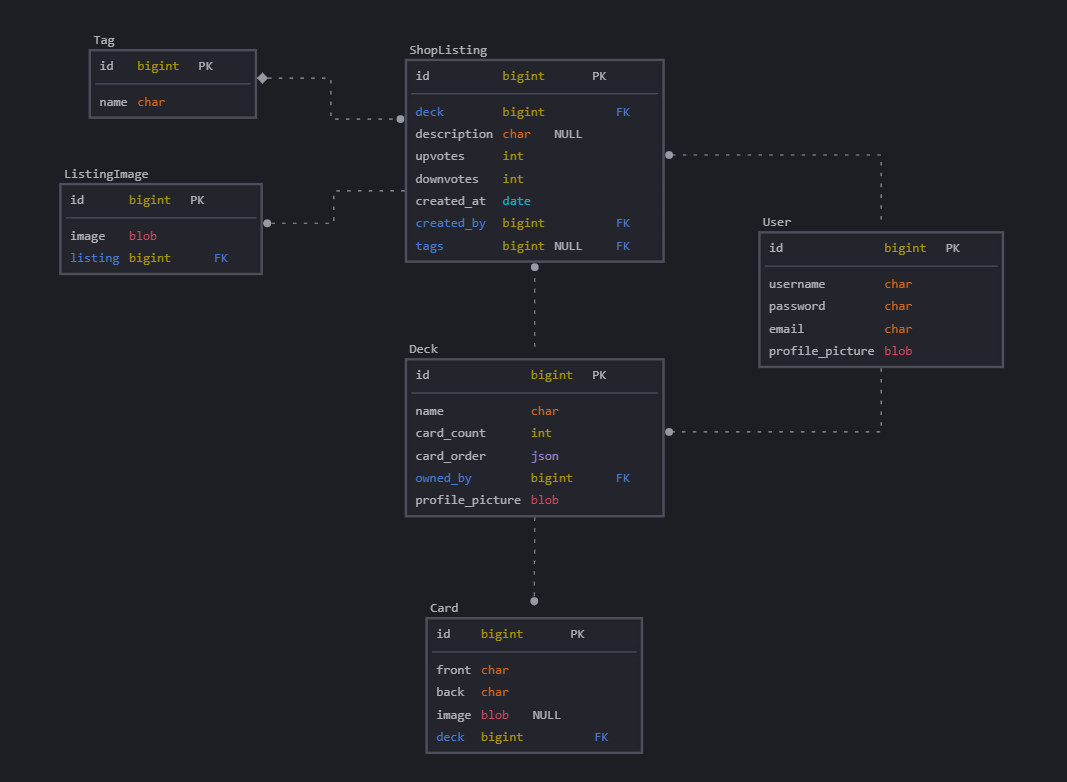 Tag
id bigint PK
name char
ShopListing
id bigint PK
deck bigint FK
description char NULL
upvotes int
downvotes int
created_at date
created_by bigint FK
tags bigint NULL FK
ListingImage
id bigint PK
image blob
listing bigint FK
User
id bigint PK
username char
password char
email char
profile_picture blob
Deck
id bigint PK
name char
card_count int
card_order json
owned_by bigint FK
profile_picture blob
Card
id bigint PK
front char
back char
image blob NULL
deck bigint FK